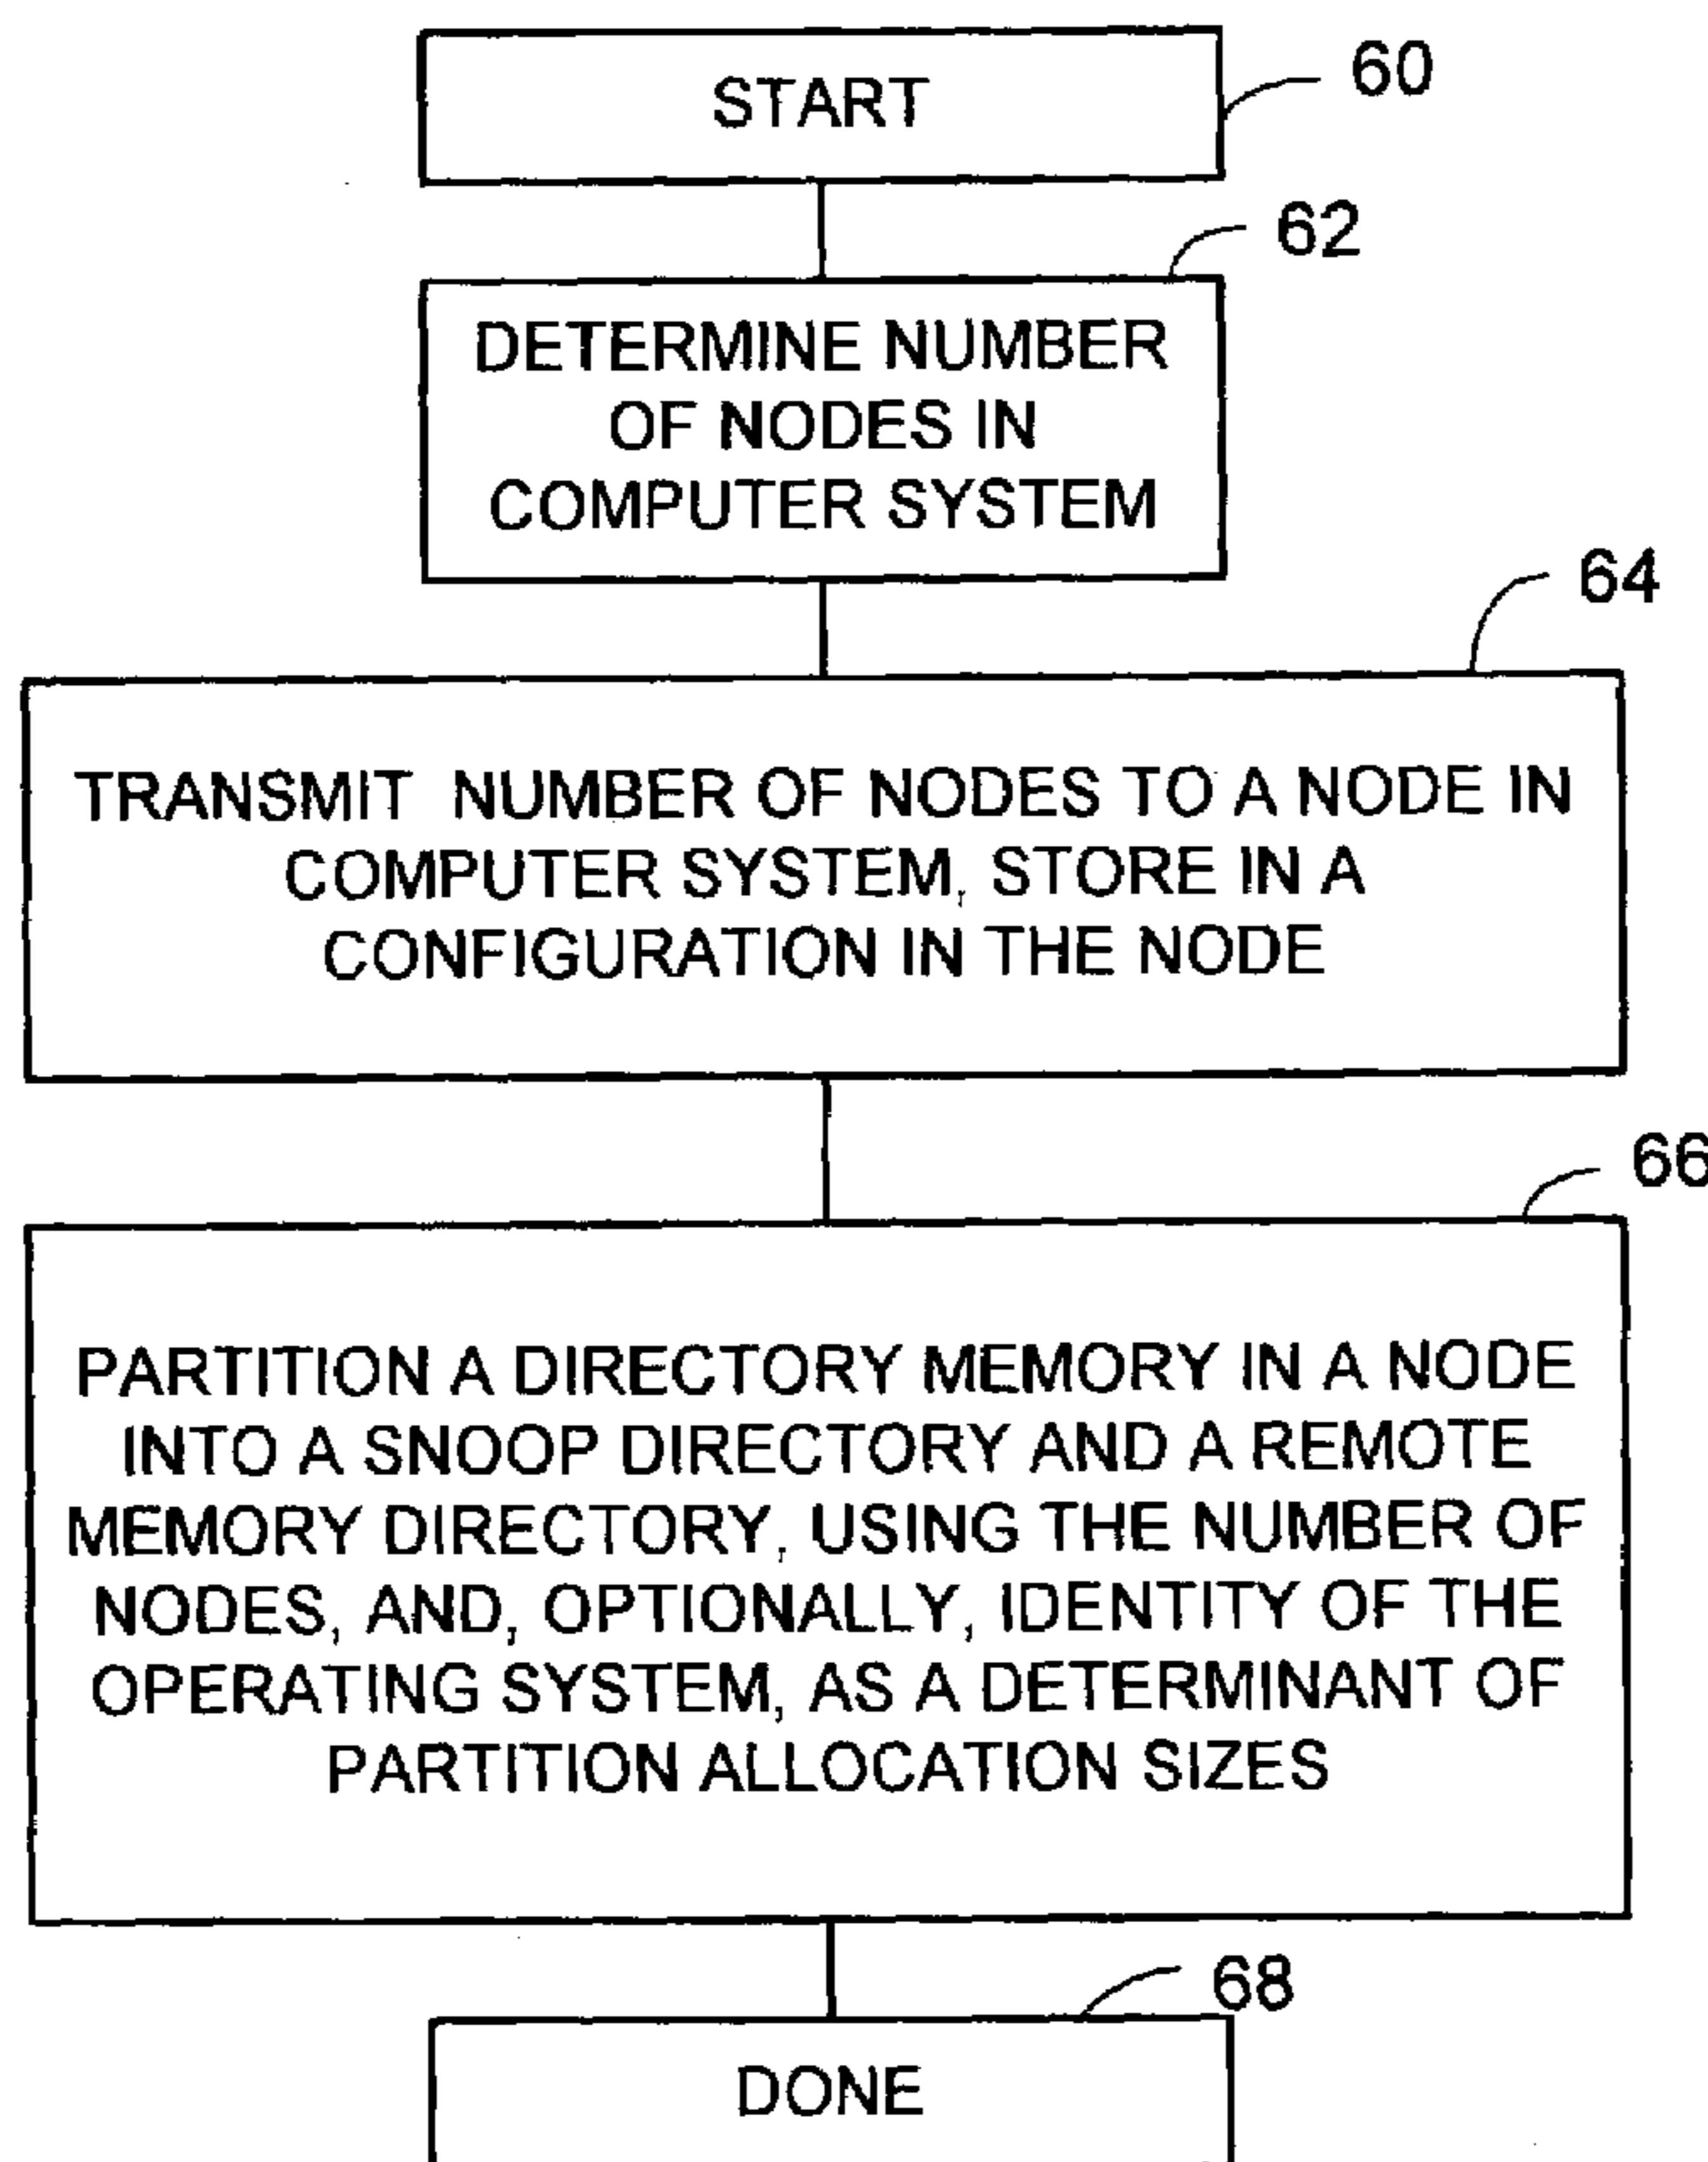 START
60
62
DETERMINE NUMBER
OF NODES IN
COMPUTER SYSTEM
64
TRANSMIT NUMBER OF NODES TO A NODE IN
COMPUTER SYSTEM, STORE IN A
CONFIGURATION IN THE NODE
66
PARTITION A DIRECTORY MEMORY IN A NODE
INTO A SNOOP DIRECTORY AND A REMOTE
MEMORY DIRECTORY, USING THE NUMBER OF
NODES, AND, OPTIONALLY, IDENTITY OF THE
OPERATING SYSTEM, AS A DETERMINANT OF
PARTITION ALLOCATION SIZES
68
DONE